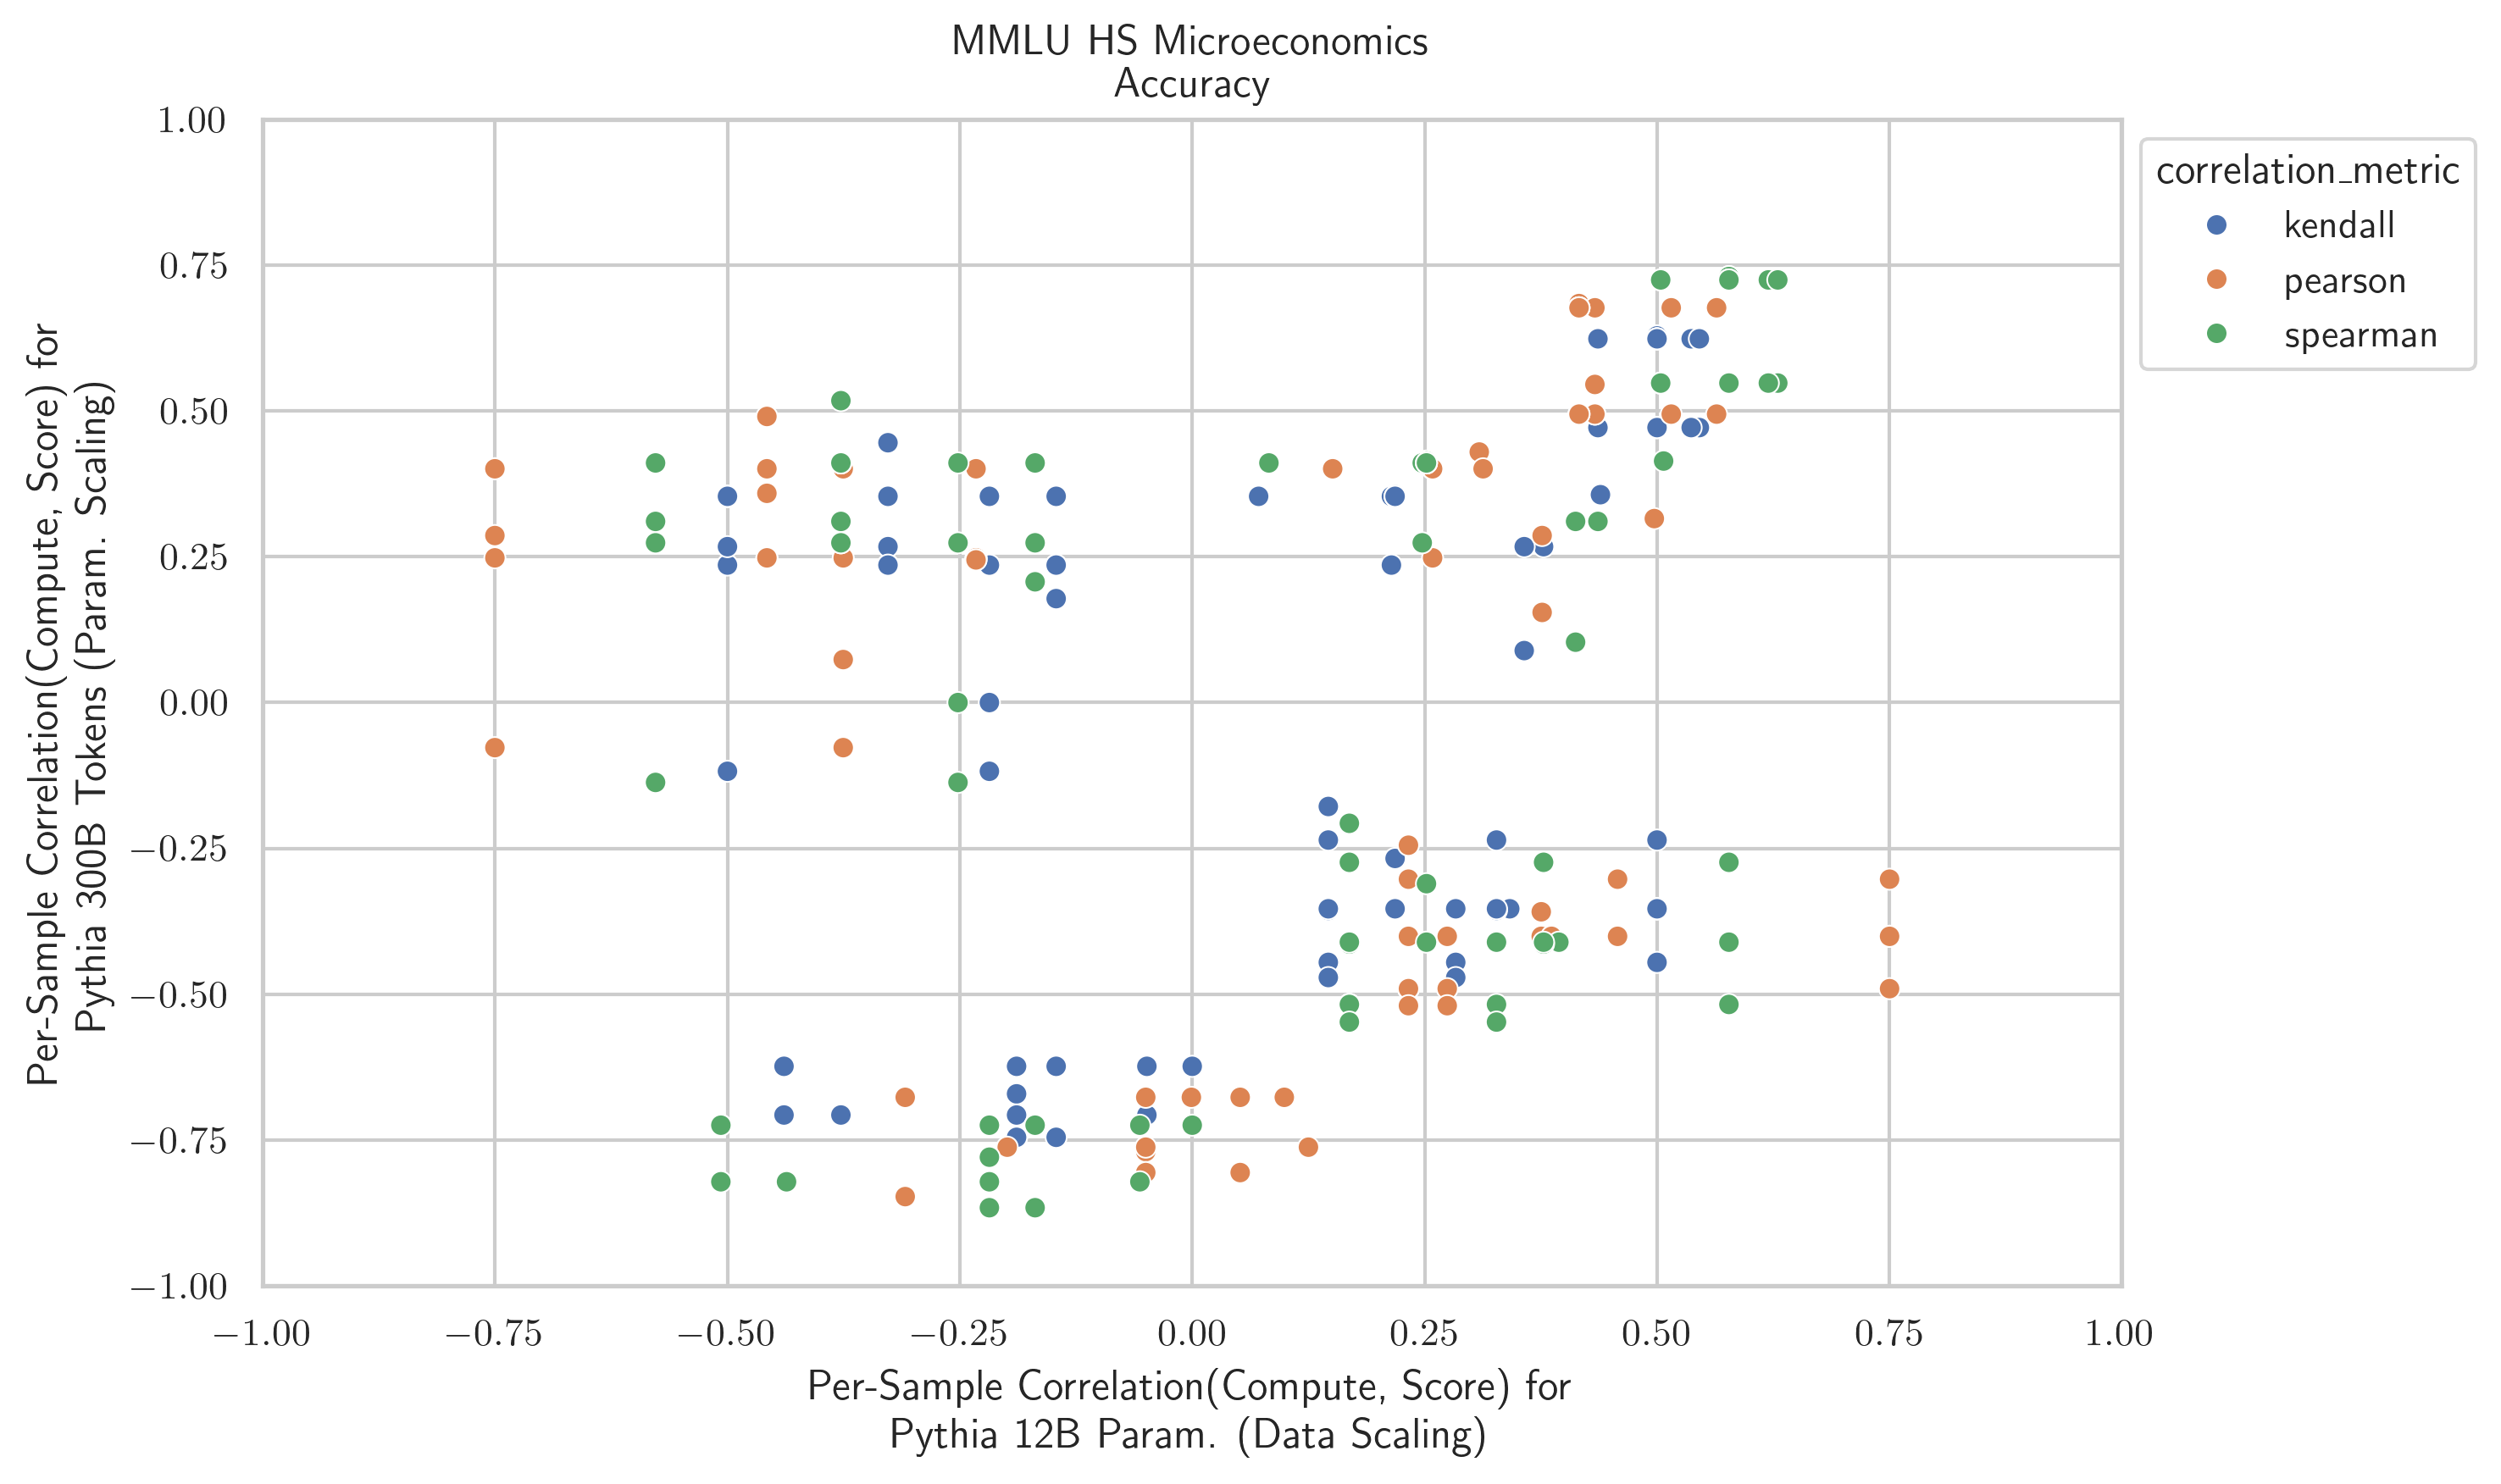 MMLU HS Microeconomics
Accuracy
Per-Sample Correlation(Compute, Score) for
Pythia 300B Tokens (Param. Scaling)
1.00
0.75
0.50
0.25
0.00
−0.25
−0.50
−0.75
−1.00
−1.00
−0.75
−0.50
−0.25
0.00
0.25
0.50
0.75
1.00
Per-Sample Correlation(Compute, Score) for
Pythia 12B Param. (Data Scaling)
correlation_metric
kendall
pearson
spearman